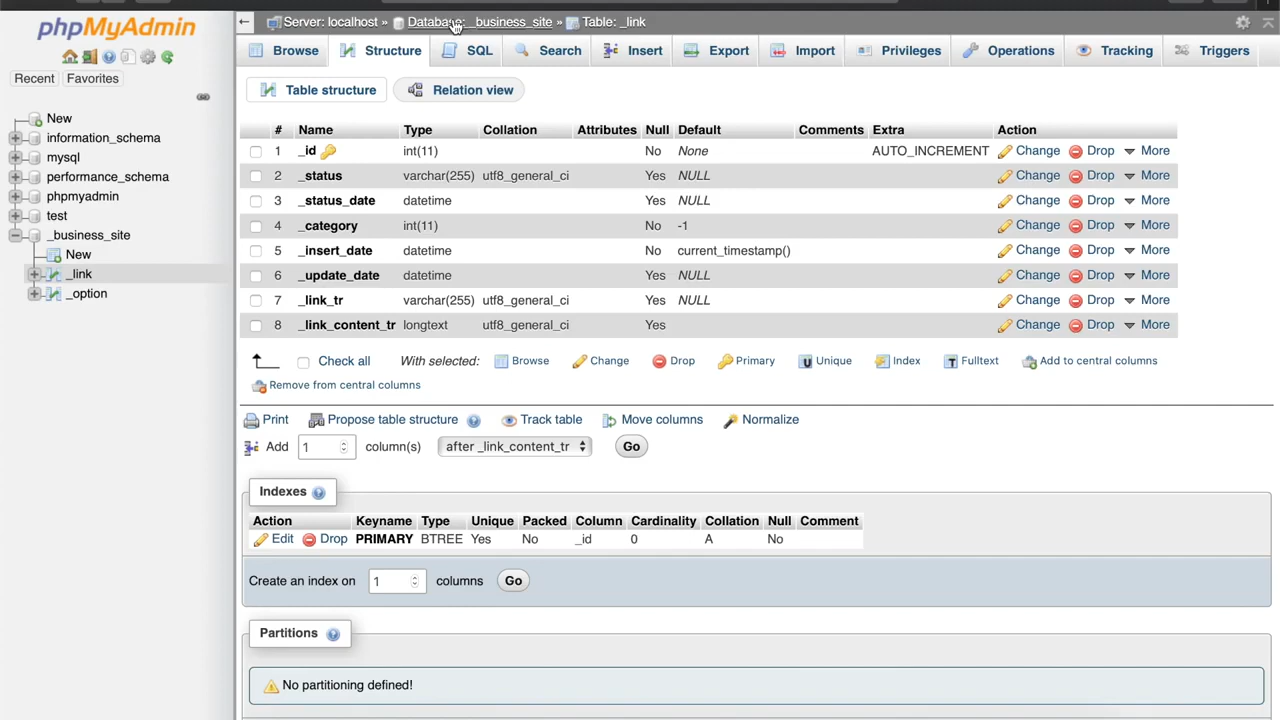 phpMyAdmin
Recent Favorites
New
information_schema
mysql
performance_schema
phpmyadmin
test
_business_site
New
_link
_option
Server: localhost » Database: _business_site » Table: _link
Browse Structure SQL Search Insert Export Import Privileges Operations Tracking Triggers
Table structure Relation view
# Name Type Collation Attributes Null Default Comments Extra Action
1 _id int(11) No None AUTO_INCREMENT Change Drop More
2 _status varchar(255) utf8_general_ci Yes NULL Change Drop More
3 _status_date datetime Yes NULL Change Drop More
4 _category int(11) No -1 Change Drop More
5 _insert_date datetime No current_timestamp() Change Drop More
6 _update_date datetime Yes NULL Change Drop More
7 _link_tr varchar(255) utf8_general_ci Yes NULL Change Drop More
8 _link_content_tr longtext utf8_general_ci Yes Change Drop More
Check all With selected: Browse Change Drop Primary Unique Index Fulltext Add to central columns
Remove from central columns
Print Propose table structure Track table Move columns Normalize
Add 1 column(s) after _link_content_tr Go
Indexes
Action Keyname Type Unique Packed Column Cardinality Collation Null Comment
Edit Drop PRIMARY BTREE Yes No _id 0 A No
Create an index on 1 columns Go
Partitions
No partitioning defined!